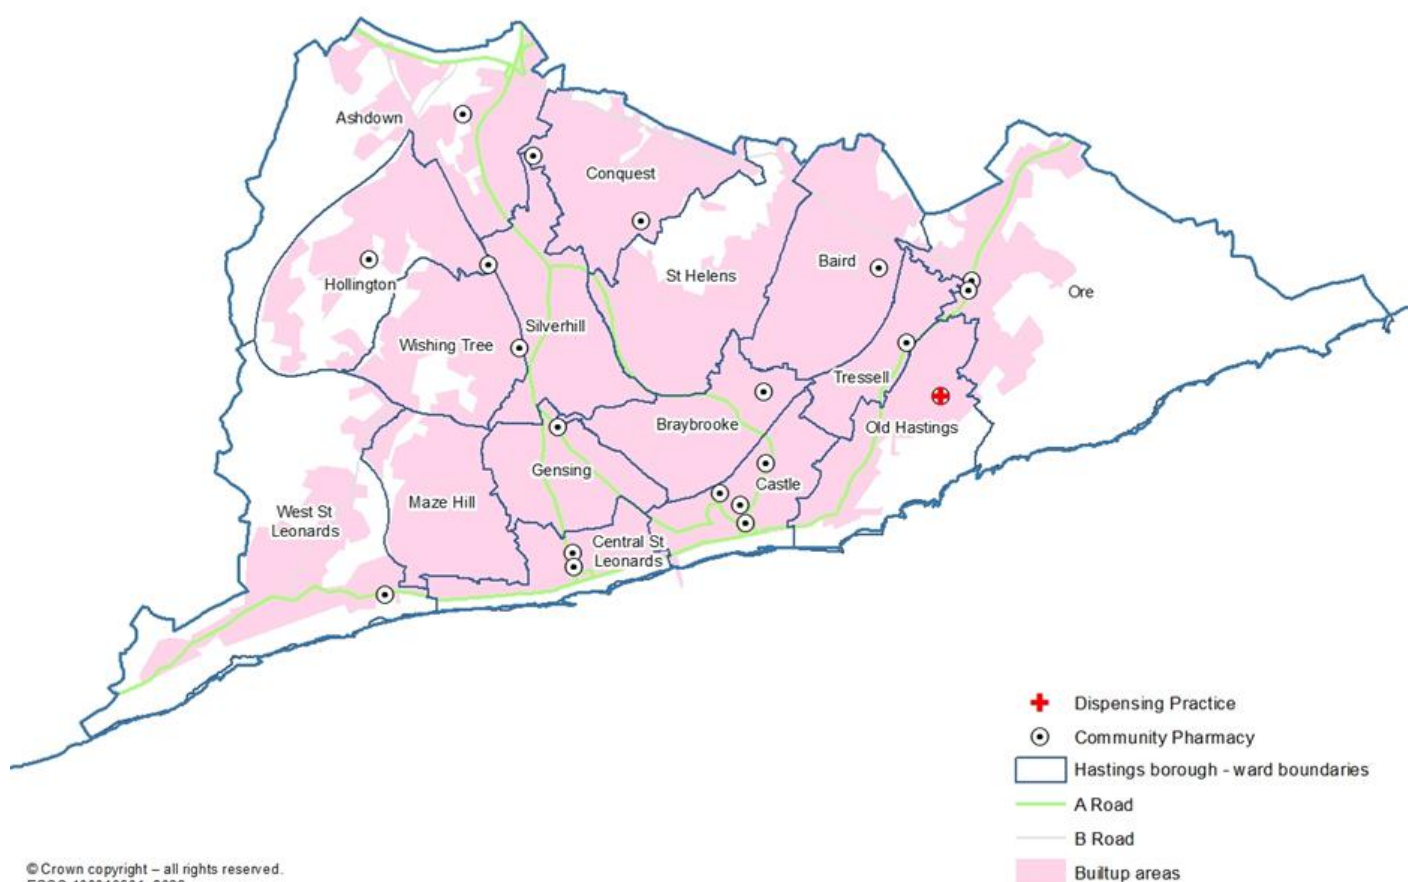 Ashdown
Conquest
St Helens
Baird
Hollington
Ore
Silverhill
Wishing Tree
Tressell
Braybrooke
Old Hastings
Gensing
Castle
Maze Hill
West St
Leonards
Central St
Leonards
Dispensing Practice
Community Pharmacy
Hastings borough - ward boundaries
A Road
B Road
Builtup areas
© Crown copyright – all rights reserved.